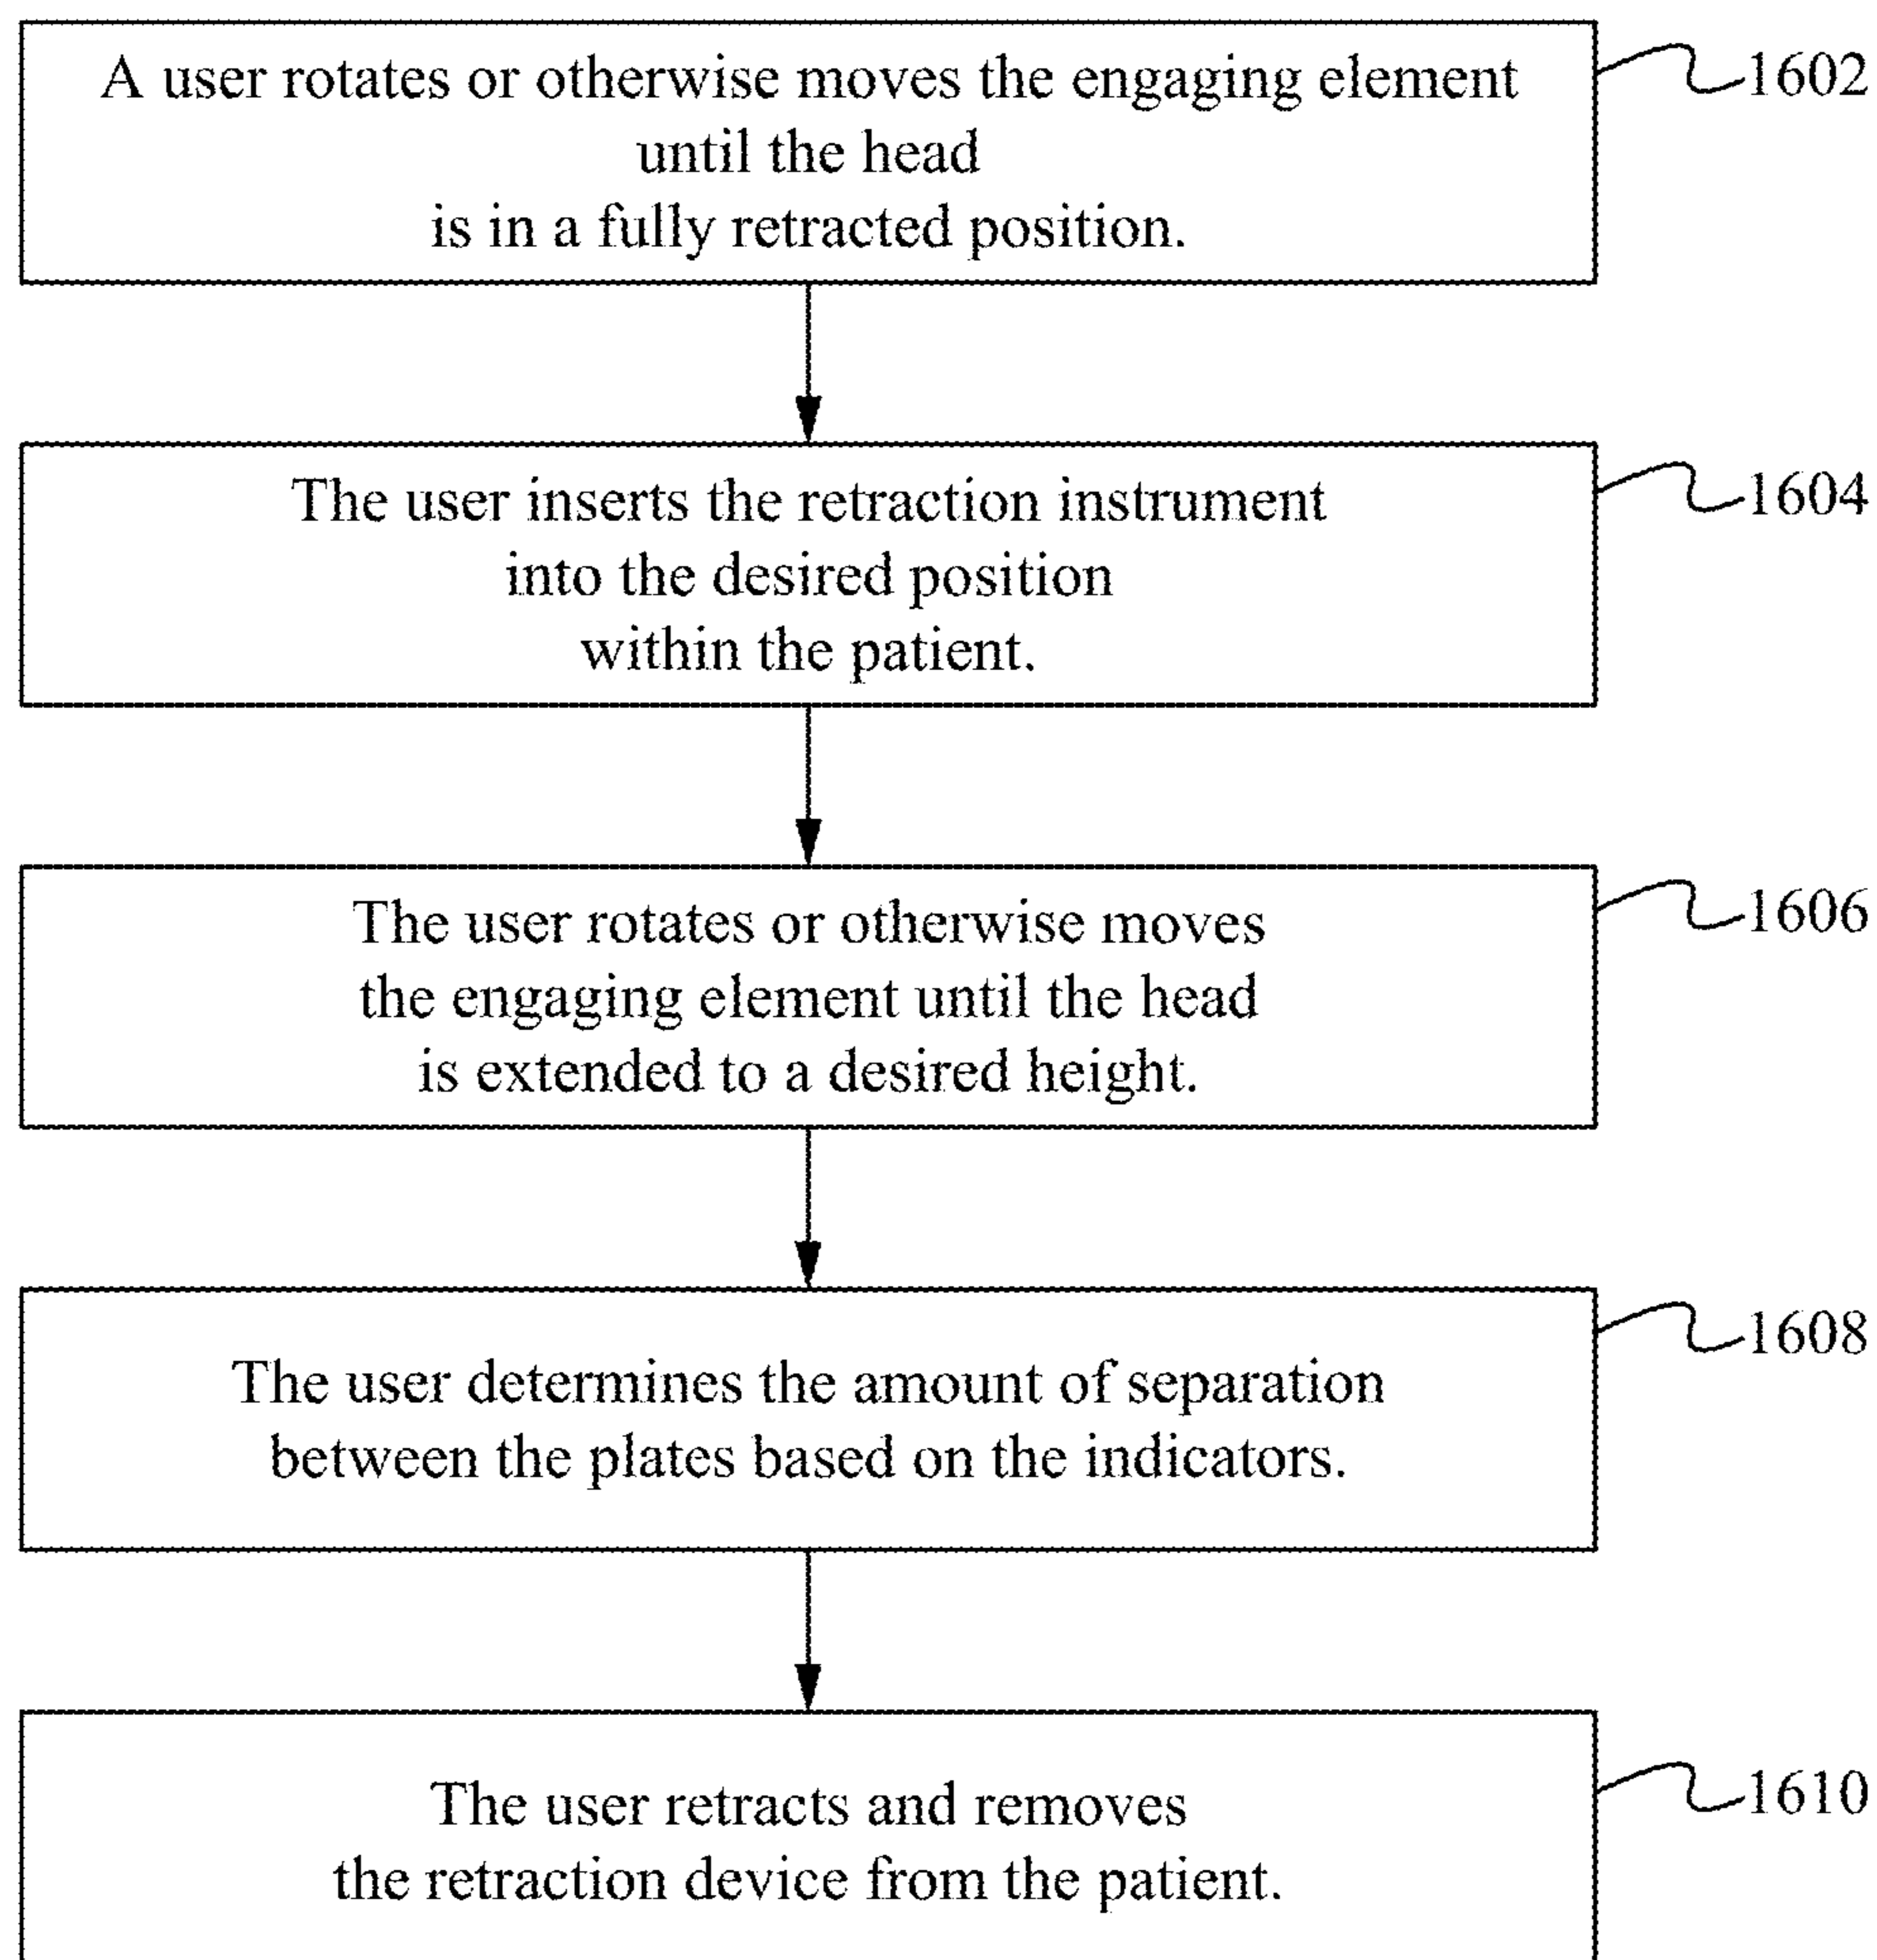 A user rotates or otherwise moves the engaging element
until the head
is in a fully retracted position.
1602
The user inserts the retraction instrument
into the desired position
within the patient.
1604
The user rotates or otherwise moves
the engaging element until the head
is extended to a desired height.
1606
The user determines the amount of separation
between the plates based on the indicators.
1608
The user retracts and removes
the retraction device from the patient.
1610